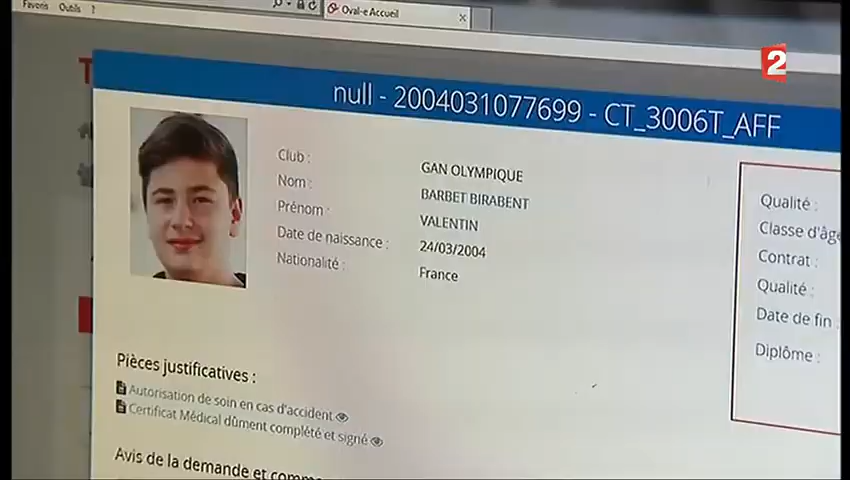 Favoris Outils ?
Oval-e Accueil
2
null - 2004031077699 - CT_3006T_AFF
Club : GAN OLYMPIQUE
Nom : BARBET BIRABENT
Prénom : VALENTIN
Date de naissance : 24/03/2004
Nationalité : France
Qualité :
Classe d'âge
Contrat :
Qualité :
Date de fin :
Diplôme :
Pièces justificatives :
Autorisation de soin en cas d'accident
Certificat Médical dûment complété et signé
Avis de la demande et comm